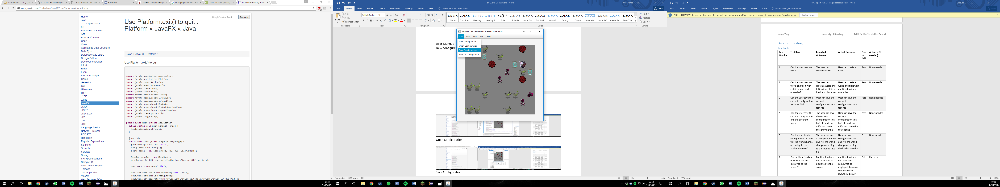 Assignments – Java_(2)
CS2JA16-FinalDemo.pdf
CS2JA16 Major CW1.pdf
Facebook
Java For Complete Begin
changing Optional<strin
JavaFX Dialogs (official) |
Use Platform.exit() to qui
www.java2s.com/Code/Java/JavaFX/UsePlatformexittoquit.htm
Home
Java
2D Graphics GUI
3D
Advanced Graphics
Ant
Apache Common
Chart
Class
Collections Data Structure
Data Type
Database SQL JDBC
Design Pattern
Development Class
EJB3
Email
Event
File Input Output
Game
Generics
GWT
Hibernate
I18N
J2EE
J2ME
JavaFX
JDK 6
JDK 7
JNDI LDAP
JPA
JSP
JSTL
Language Basics
Network Protocol
PDF RTF
Reflection
Regular Expressions
Scripting
Security
Servlets
Spring
Swing Components
Swing JFC
SWT JFace Eclipse
Threads
Tiny Application
Velocity
Web Services SOA
Search
Use Platform.exit() to quit :
Platform « JavaFX « Java
Java / JavaFX / Platform /
Use Platform.exit() to quit
import javafx.application.Application;
import javafx.application.Platform;
import javafx.event.ActionEvent;
import javafx.event.EventHandler;
import javafx.scene.Group;
import javafx.scene.Scene;
import javafx.scene.control.Menu;
import javafx.scene.control.MenuBar;
import javafx.scene.control.MenuItem;
import javafx.scene.input.KeyCode;
import javafx.scene.input.KeyCodeCombination;
import javafx.scene.input.KeyCombination;
import javafx.scene.paint.Color;
import javafx.stage.Stage;
public class Main extends Application {
public static void main(String[] args) {
Application.launch(args);
}
@Override
public void start(final Stage primaryStage) {
primaryStage.setTitle("title");
Group root = new Group();
Scene scene = new Scene(root, 400, 300, Color.WHITE);
MenuBar menuBar = new MenuBar();
menuBar.prefWidthProperty().bind(primaryStage.widthProperty());
Menu menu = new Menu("File");
MenuItem exitItem = new MenuItem("Exit", null);
exitItem.setMnemonicParsing(true);
exitItem.setAccelerator(new KeyCodeCombination(KeyCode.X,KeyCombination.CONTROL_DOWN));
07:58
17/01/2017
Part 2 Java Coursework - Word
Ollie Jones
File Home Insert Design Layout References Mailings Review View Tell me what you want to do
Share
Paste
Cut
Copy
Format Painter
Calibri (Body) 12
¶ Normal
¶ No Spac...
Heading 1
Heading 2
Title
Subtitle
Subtle Em...
Emphasis
Intense E...
Strong
Quote
Intense Q...
Subtle Ref...
Intense Re...
Book Title
Find
Replace
Select
Clipboard
Font
Paragraph
Styles
Editing
User Manual:
New configurat
Artificial Life Simulation: Author Oliver Jones
File View Edit Sim Help
New Configuration
Open Configuration
Save Configuration
Save As Configuration
Open Configuration:
Save Configuration:
Page 4 of 6 1183 words
120%
07:58
17/01/2017
Java-report-James-Tang (Protected View) - Word
Ollie Jones
File Home Insert Design Layout References Mailings Review View Tell me what you want to do
Share
PROTECTED VIEW Be careful—files from the Internet can contain viruses. Unless you need to edit, it's safer to stay in Protected View.
Enable Editing
James Tang University of Reading Artificial Life Simulation Report
Details of testing
Test table
Test Number
Test Item
Expected Outcome
Actual Outcome
Pass or fail?
Actions? (If needed)
1
Can the user create a world?
The user can create a world
User can create a world
Pass
None needed
2
Can the user create a world and fill it with entities, food and obstacles?
The user can create a world and fill it with entities, food and obstacles
User can create a world and fill it with entities, food and obstacles
Pass
None needed
3
Can the user save the current configuration to a text file?
User can save the current configuration to a text file
User can save the current configuration to a text file
Pass
None needed
4
Can the user save the current configuration under a different name?
The user can save the current configuration to a text file under a different name that they define
User can save the current configuration to a text file under a different name that they define
Pass
None needed
5
Can the user load a configuration file and will the world change according to the loaded save file?
The user can load a configuration file and will the world change according to the loaded save file
User can load a configuration file and will the world change according to the loaded save file
Pass
None needed
6
Can entities, food and obstacles can be displayed to the screen?
Entities, food and obstacles can be displayed to the screen
entities, food and obstacles can somewhat be displayed, however there are errors (e.g. they display
Fail
Fix errors
Page 5 of 8 1556 words
100%
07:58
17/01/2017